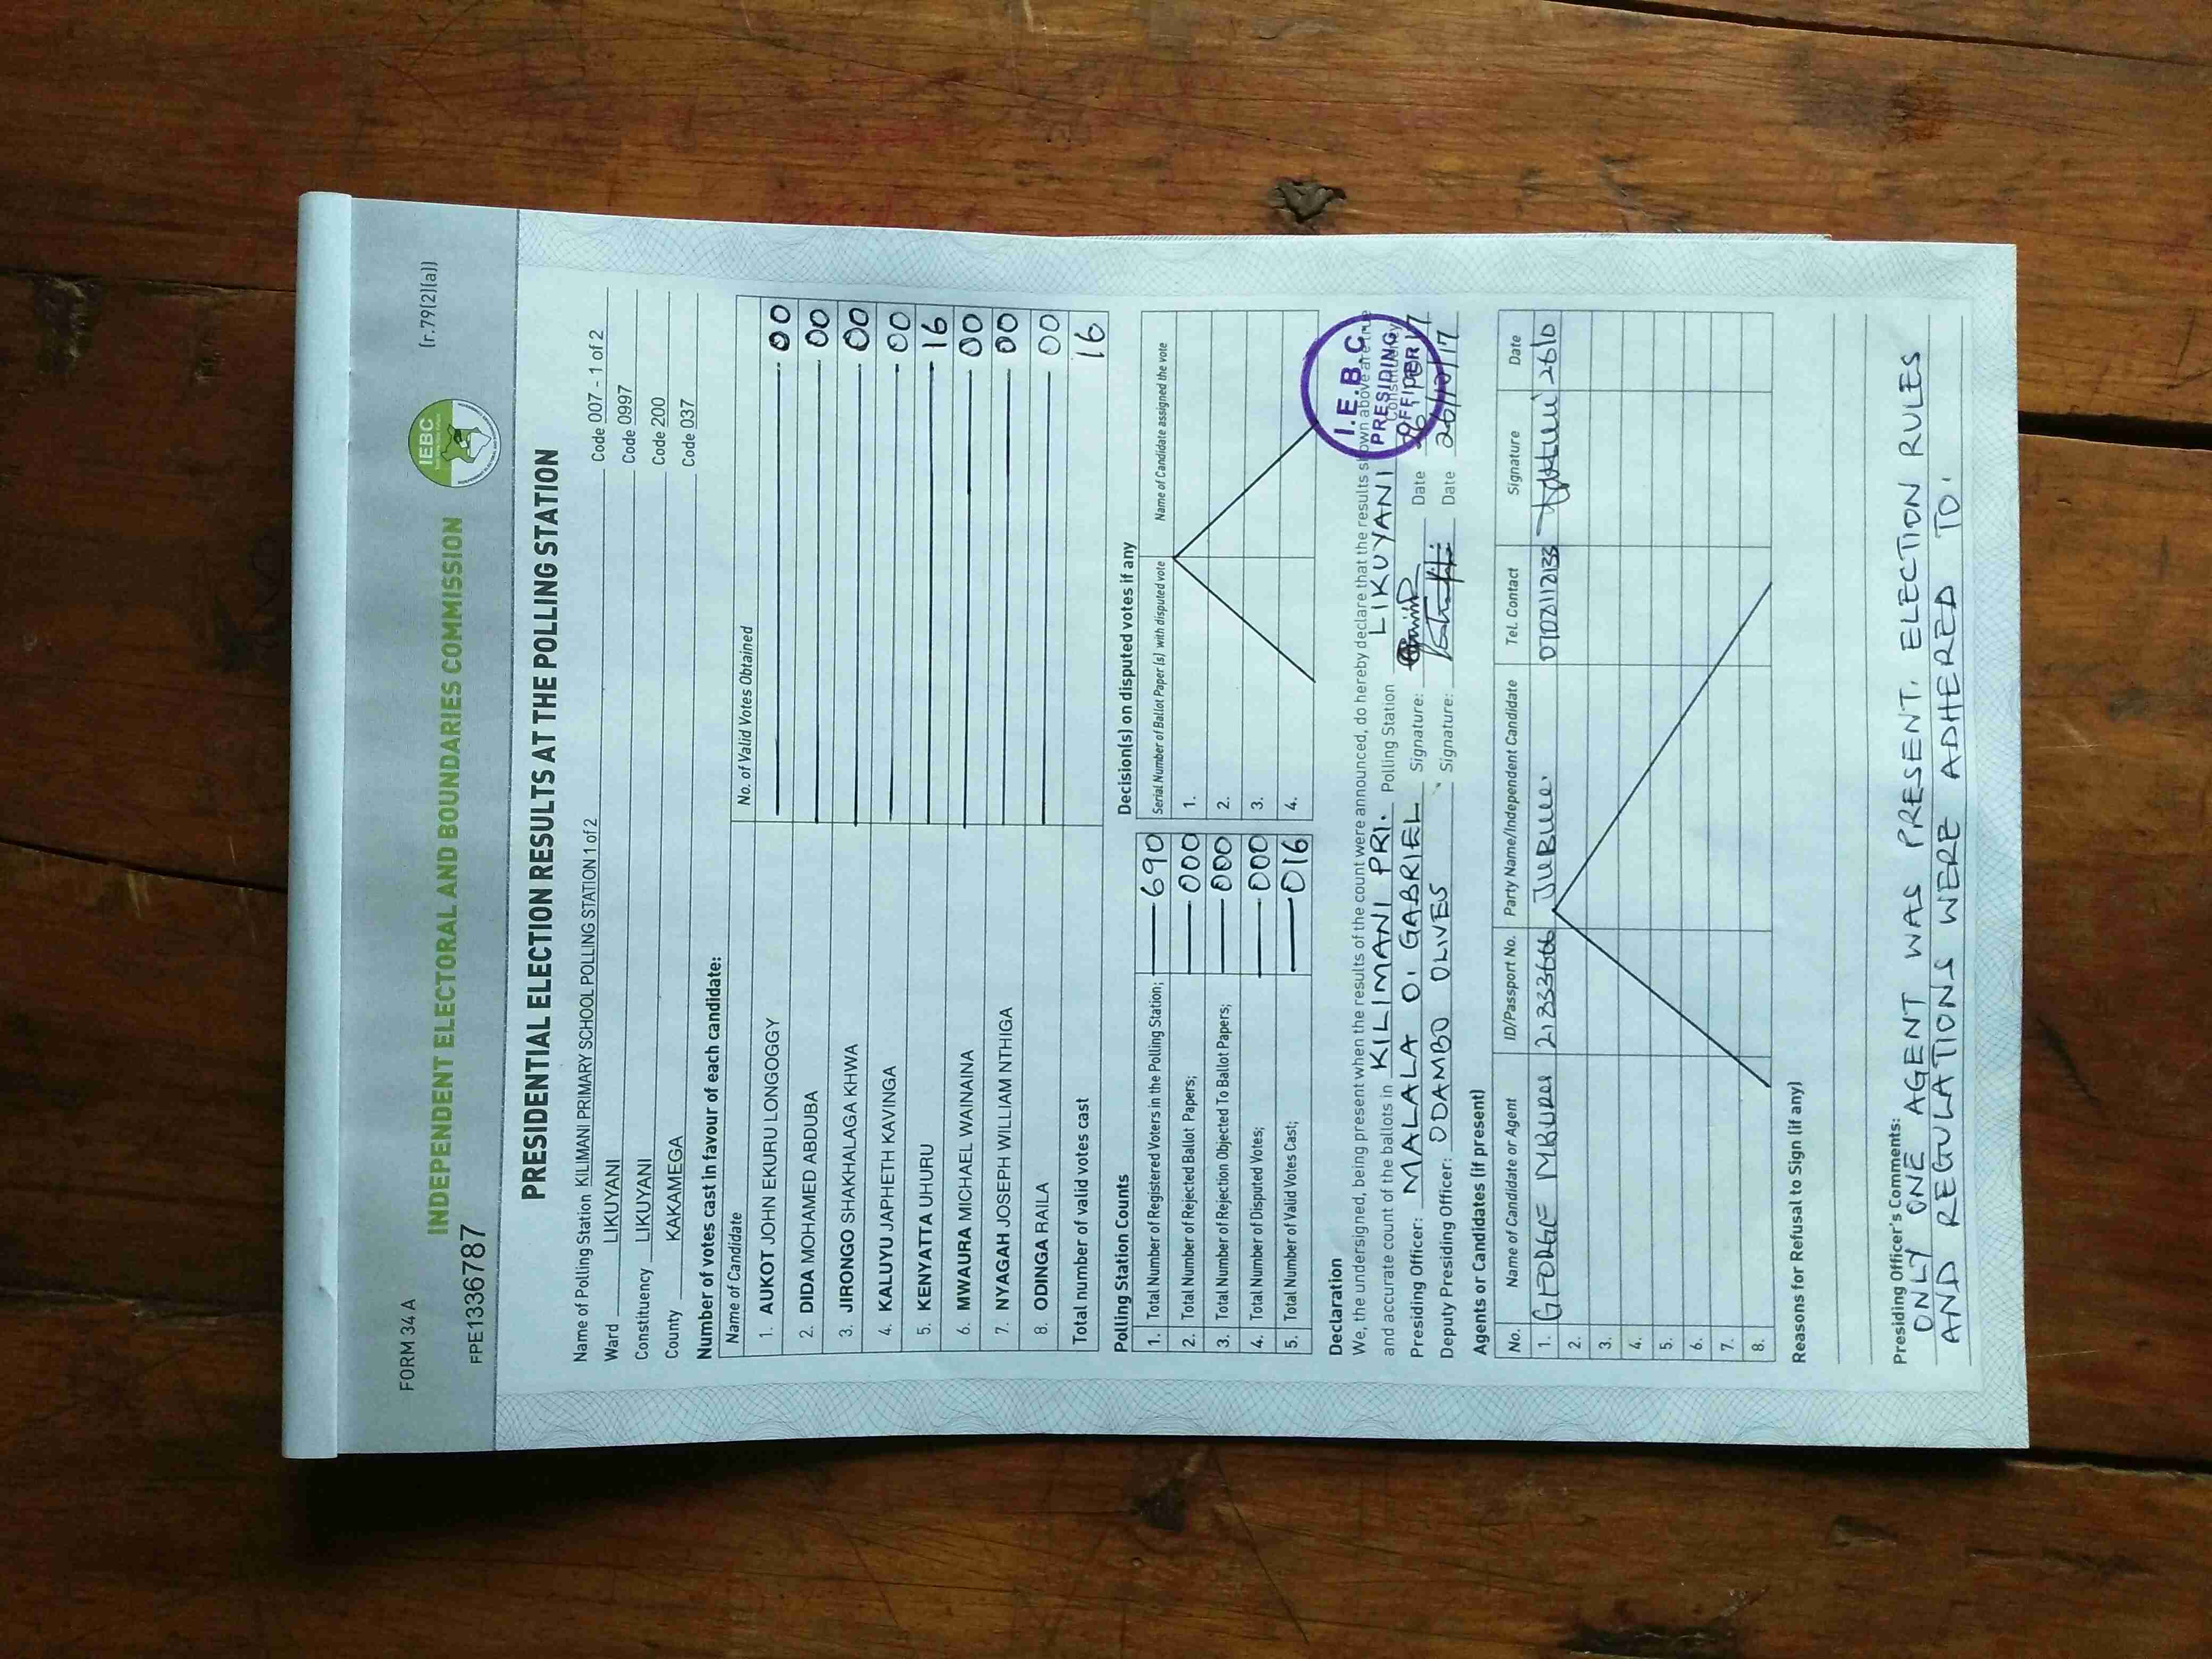 FORM 34 A
(r.79(2)(a))
INDEPENDENT ELECTORAL AND BOUNDARIES COMMISSION
IEBC
FPE1336787
PRESIDENTIAL ELECTION RESULTS AT THE POLLING STATION
Name of Polling Station KILIMANI PRIMARY SCHOOL POLLING STATION 1 of 2 Code 007 - 1 of 2
Ward LIKUYANI Code 0997
Constituency LIKUYANI Code 200
County KAKAMEGA Code 037
Number of votes cast in favour of each candidate:
Name of Candidate No. of Valid Votes Obtained
1. AUKOT JOHN EKURU LONGOGGY 00
2. DIDA MOHAMED ABDUBA 00
3. JIRONGO SHAKHALAGA KHWA 00
4. KALUYU JAPHETH KAVINGA 00
5. KENYATTA UHURU 16
6. MWAURA MICHAEL WAINAINA 00
7. NYAGAH JOSEPH WILLIAM NTHIGA 00
8. ODINGA RAILA 00
Total number of valid votes cast 16
Polling Station Counts
1. Total Number of Registered Voters in the Polling Station; 690
2. Total Number of Rejected Ballot Papers; 000
3. Total Number of Rejection Objected To Ballot Papers; 000
4. Total Number of Disputed Votes; 000
5. Total Number of Valid Votes Cast; 016
Decision(s) on disputed votes if any
Serial Number of Ballot Paper (s) with disputed vote Name of Candidate assigned the vote
1.
2.
3.
4.
Declaration
We, the undersigned, being present when the results of the count were announced, do hereby declare that the results shown above are true
and accurate count of the ballots in KILIMANI PRI. Polling Station LIKUYANI Constituency
Presiding Officer: MALALA O. GABRIEL Signature: Date
Deputy Presiding Officer: ODAMBO OLIVES Signature: Date 26/10/17
I.E.B.C
PRESIDING
OFFICER
Agents or Candidates (if present)
No. Name of Candidate or Agent ID/Passport No. Party Name/Independent Candidate Tel. Contact Signature Date
1. GEORGE 21333666 JUBILEE. 0702112133 26/10
2.
3.
4.
5.
6.
7.
8.
Reasons for Refusal to Sign (if any)
Presiding Officer's Comments:
ONLY ONE AGENT WAS PRESENT. ELECTION RULES
AND REGULATIONS WERE ADHERED TO.